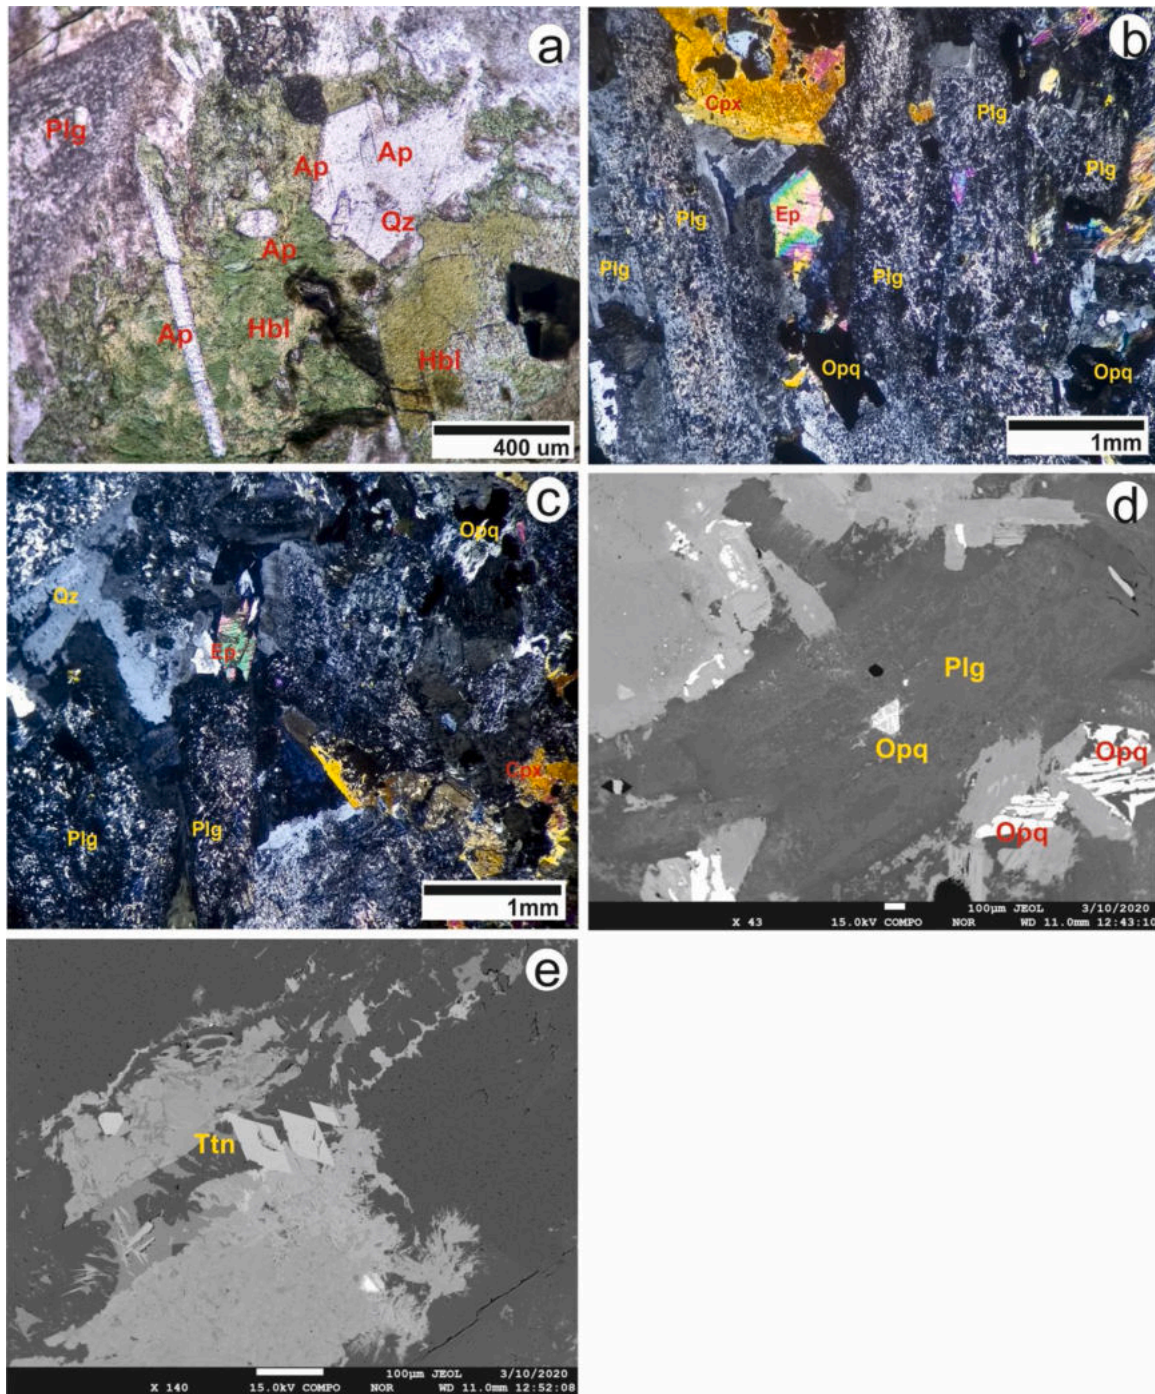 a
Plg
Ap
Ap
Qz
Ap
Ap
Hbl
Hbl
400 um
b
Cpx
Plg
Plg
Plg
Ep
Plg
Plg
Opq
Opq
1mm
c
Opq
Qz
Ep
Cpx
Plg
Plg
1mm
d
Plg
Opq
Opq
Opq
100µm JEOL 3/10/2020
X 43 15.0kV COMPO NOR WD 11.0mm 12:43:10
e
Ttn
100µm JEOL 3/10/2020
X 140 15.0kV COMPO NOR WD 11.0mm 12:52:08